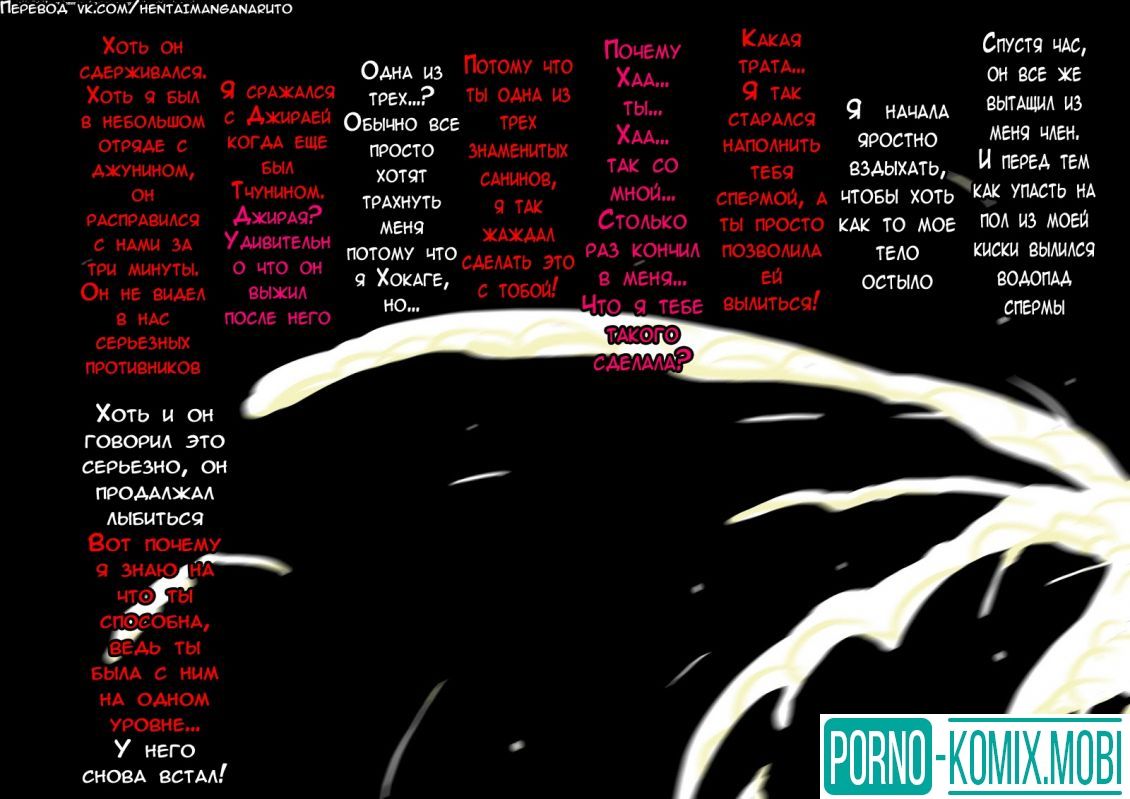 Перевод vk.com/hentaimanganaruto
Спустя час,
он все же
вытащил из
меня член.
И перед тем
как упасть на
пол из моей
киски вылился
водопад
спермы
Я начала
яростно
вздыхать,
чтобы хоть
как то мое
тело
остыло
Какая
трата...
Я так
старался
наполнить
тебя
спермой, а
ты просто
позволила
ей
вылиться!
Почему
Хаа...
ты...
Хаа...
так со
мной...
Столько
раз кончил
в меня...
Что я тебе
такого
сделала?
Потому что
ты одна из
трех
знаменитых
санинов,
я так
жаждал
сделать это
с тобой!
Одна из
трех...?
Обычно все
просто
хотят
трахнуть
меня
потому что
я Хокаге,
но...
Я сражался
с Джираей
когда еще
был
Тчунином.
Джирая?
Удивительн
о что он
выжил
после него
Хоть он
сдерживался.
Хоть я был
в небольшом
отряде с
джунином,
он
расправился
с нами за
три минуты.
Он не видел
в нас
серьезных
противников
Хоть и он
говорил это
серьезно, он
продалжал
лыбиться
Вот почему
я знаю на
что ты
способна,
ведь ты
была с ним
на одном
уровне...
У него
снова встал!
PORNO-KOMIX.MOBI